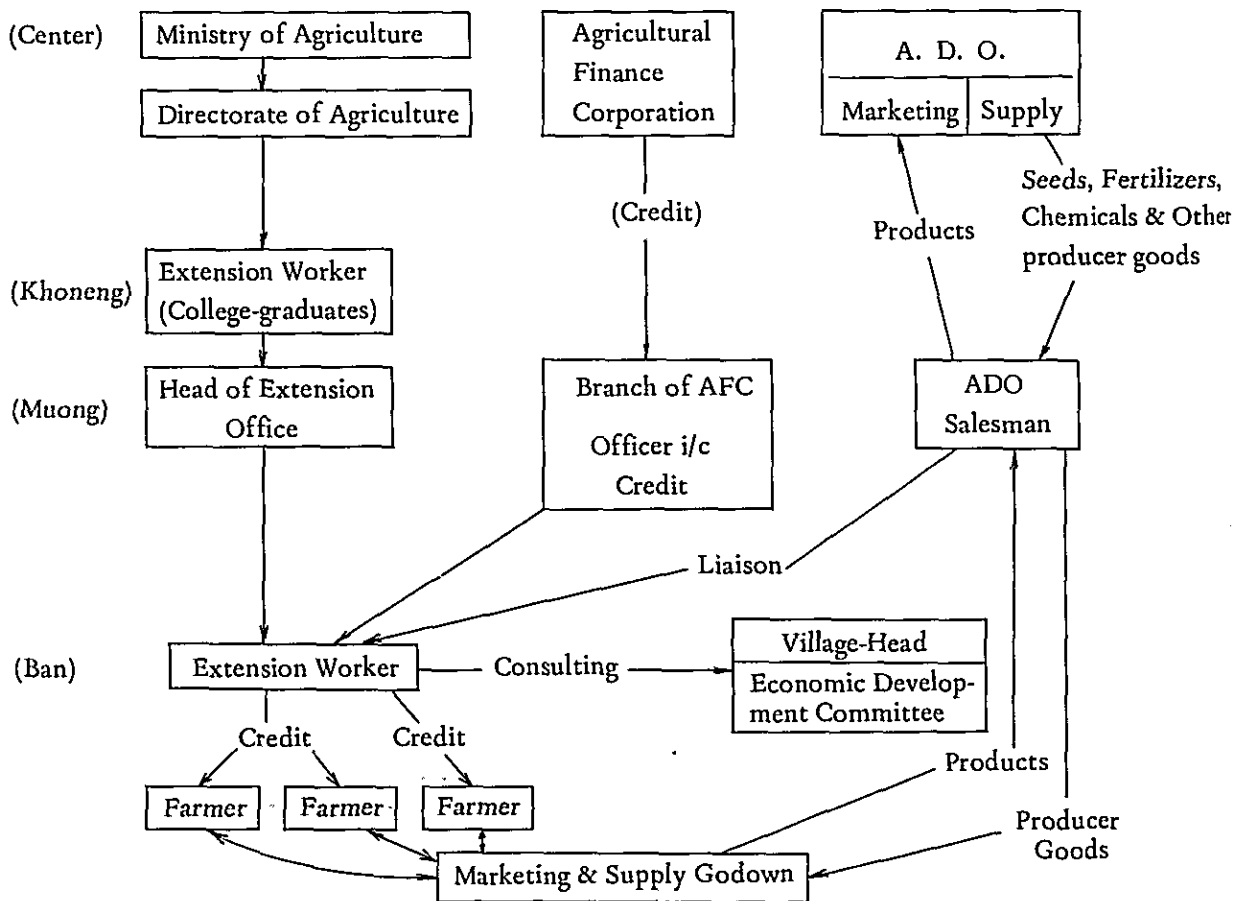 (Center)
Ministry of Agriculture
Directorate of Agriculture
Agricultural
Finance
Corporation
A. D. O.
Marketing
Supply
(Credit)
Products
Seeds, Fertilizers,
Chemicals & Other
producer goods
(Khoneng)
Extension Worker
(College-graduates)
(Muong)
Head of Extension
Office
Branch of AFC
Officer i/c
Credit
ADO
Salesman
Liaison
(Ban)
Extension Worker
Consulting
Village-Head
Economic Develop-
ment Committee
Credit
Credit
Products
Farmer
Farmer
Farmer
Producer
Goods
Marketing & Supply Godown